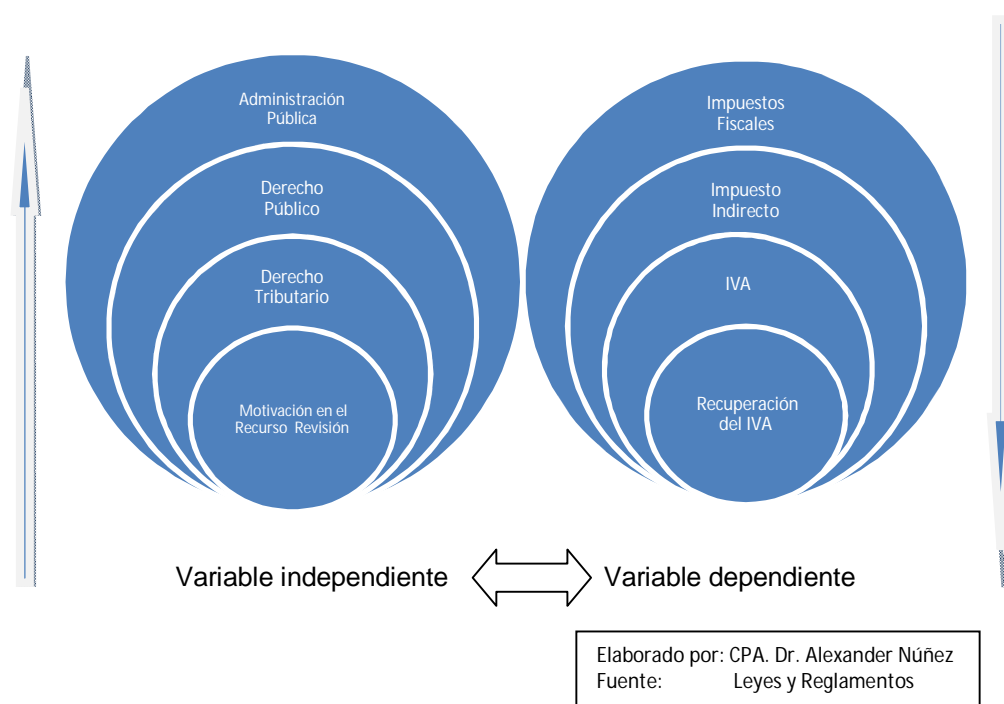 Administración
Pública
Derecho
Público
Derecho
Tributario
Motivación en el
Recurso Revisión
Impuestos
Fiscales
Impuesto
Indirecto
IVA
Recuperación
del IVA
Variable independiente
Variable dependiente
Elaborado por: CPA. Dr. Alexander Núñez
Fuente: Leyes y Reglamentos